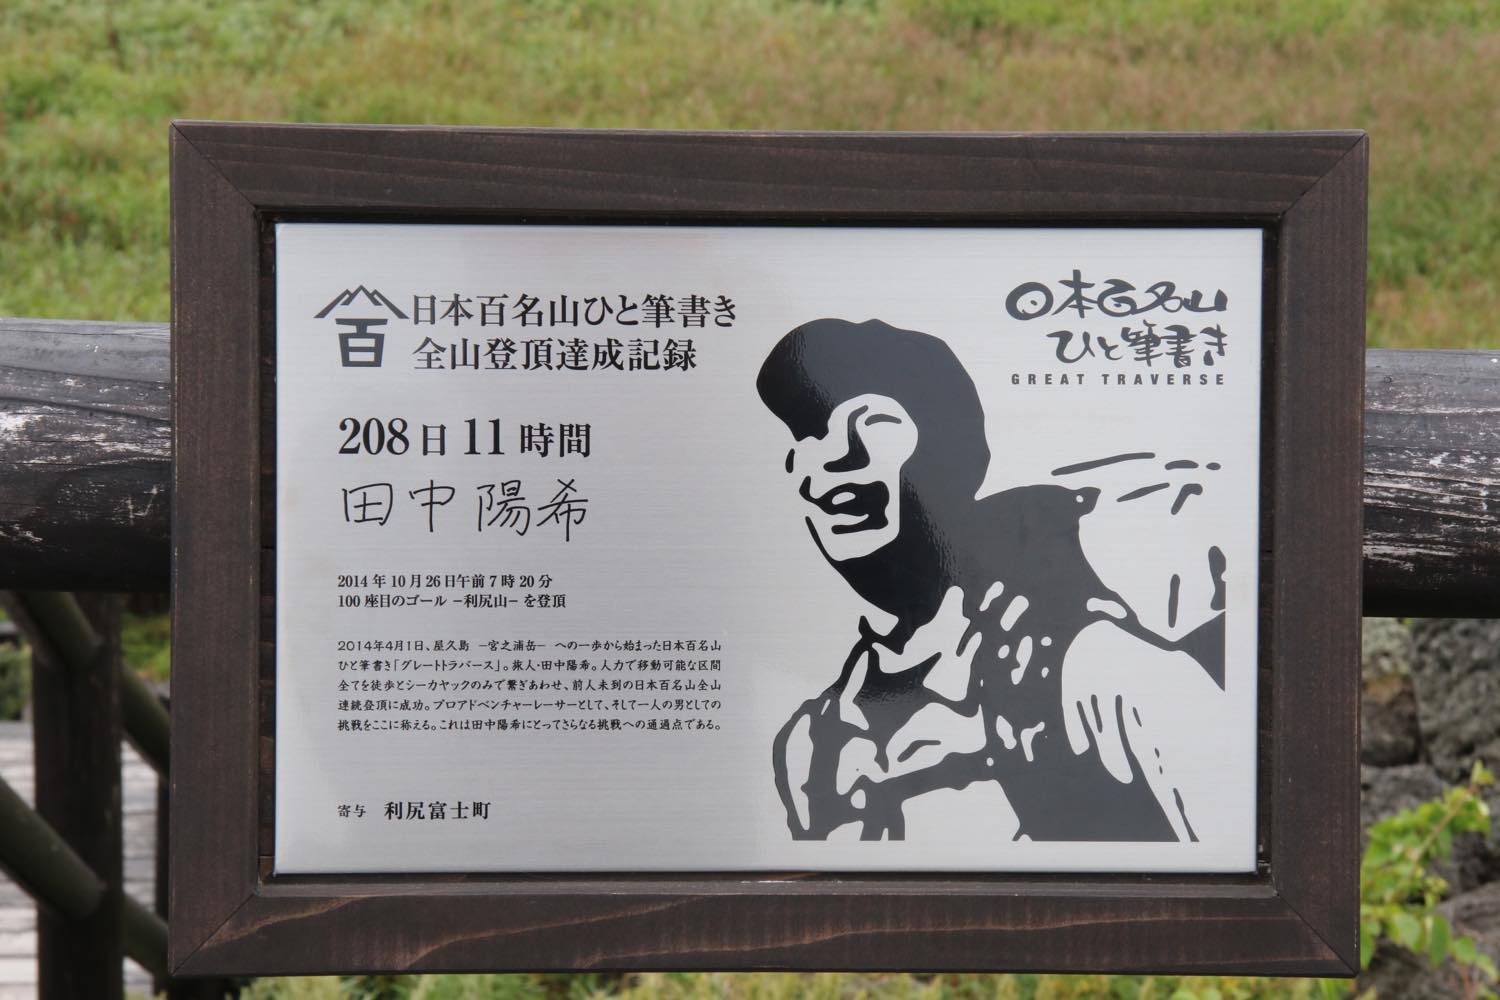 百
日本百名山ひと筆書き
全山登頂達成記録
208日11時間
田中陽希
2014年10月26日午前7時20分
100座目のゴール −利尻山− を登頂
2014年4月1日、屋久島 −宮之浦岳− への一歩から始まった日本百名山
ひと筆書き「グレートトラバース」。旅人・田中陽希。人力で移動可能な区間
全てを徒歩とシーカヤックのみで繋ぎあわせ、前人未到の日本百名山全山
連続登頂に成功。プロアドベンチャーレーサーとして、そして一人の男としての
挑戦をここに称える。これは田中陽希にとってさらなる挑戦への通過点である。
寄与 利尻富士町
日本百名山
ひと筆書き
GREAT TRAVERSE